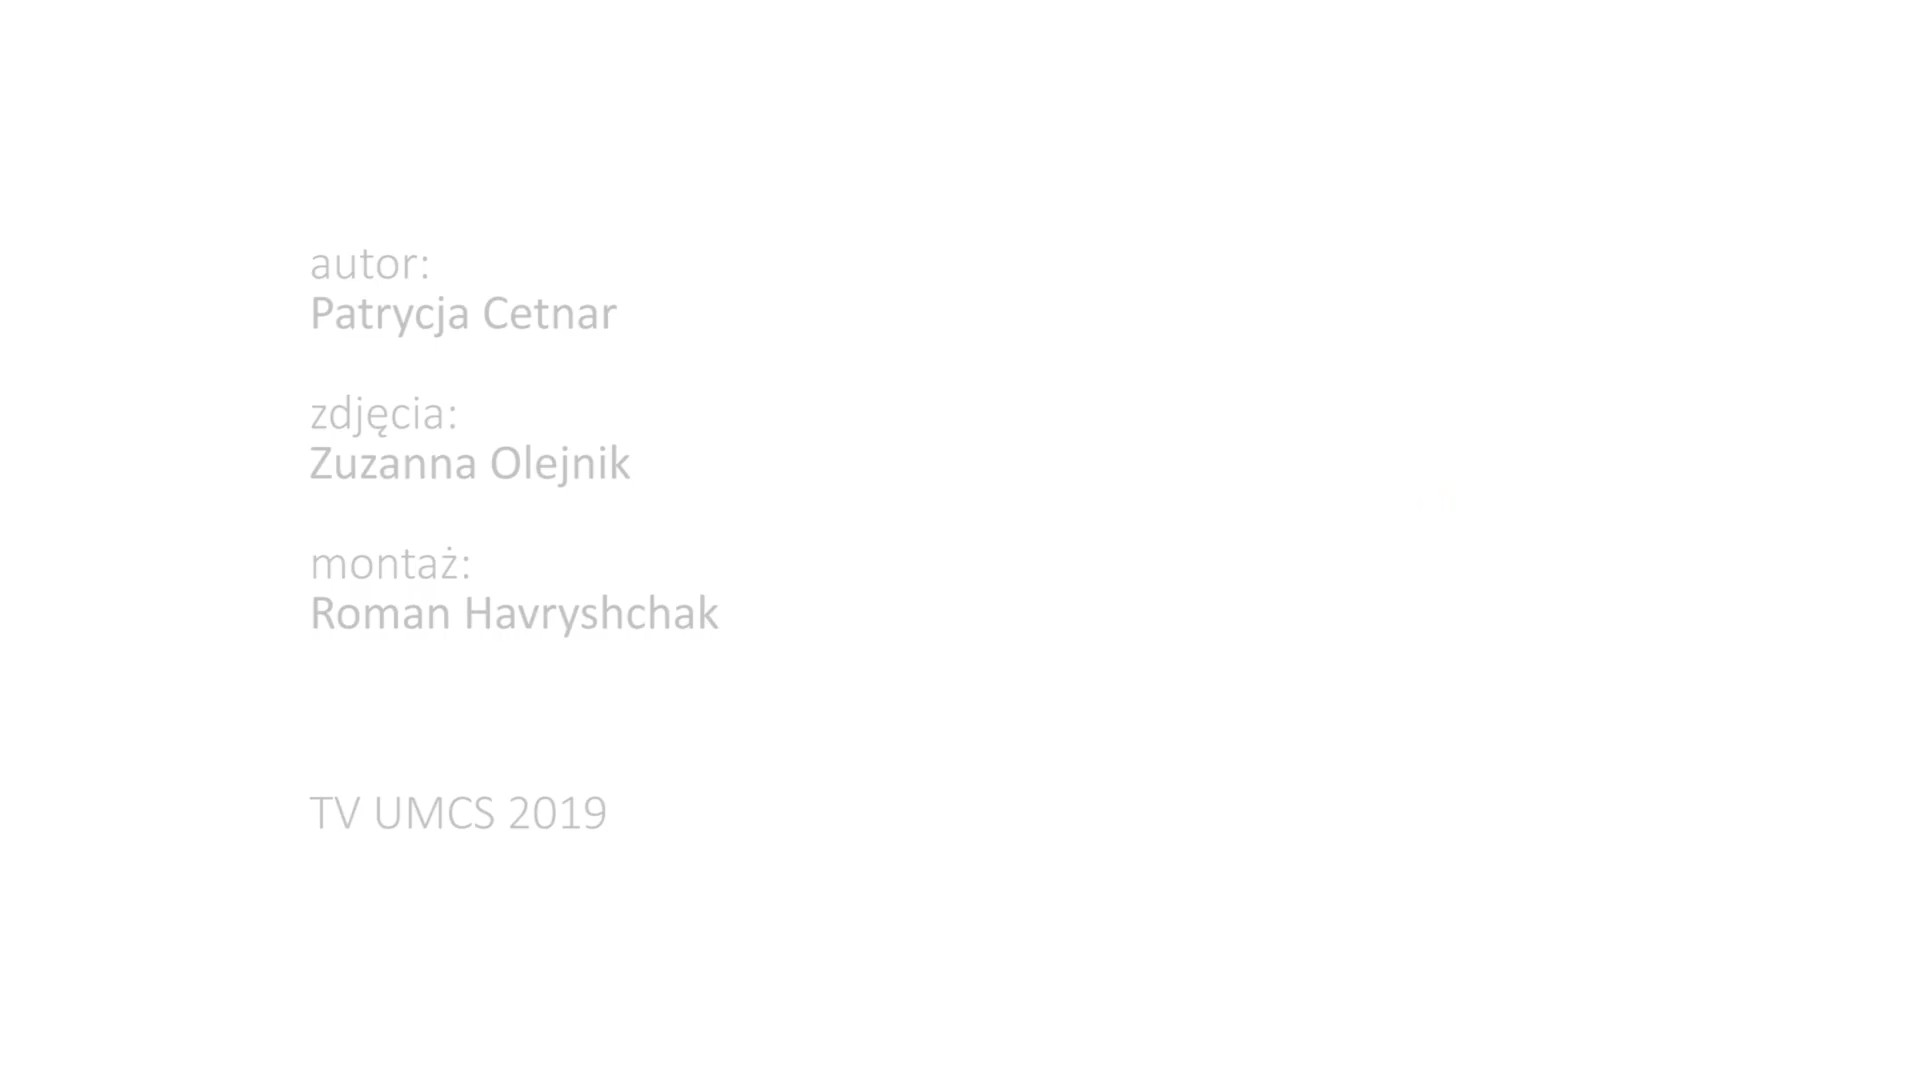 autor:
Patrycja Cetnar
zdjęcia:
Zuzanna Olejnik
montaż:
Roman Havryshchak
TV UMCS 2019